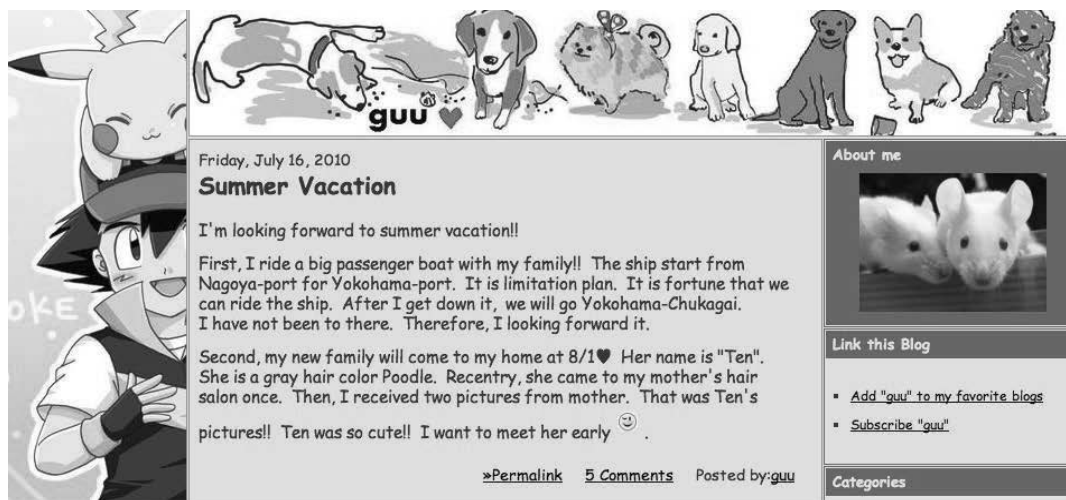 guu
Friday, July 16, 2010
Summer Vacation
I'm looking forward to summer vacation!!
First, I ride a big passenger boat with my family!! The ship start from
Nagoya-port for Yokohama-port. It is limitation plan. It is fortune that we
can ride the ship. After I get down it, we will go Yokohama-Chukagai.
I have not been to there. Therefore, I looking forward it.
Second, my new family will come to my home at 8/1♥ Her name is "Ten".
She is a gray hair color Poodle. Recentry, she came to my mother's hair
salon once. Then, I received two pictures from mother. That was Ten's
pictures!! Ten was so cute!! I want to meet her early .
»Permalink 5 Comments Posted by:guu
About me
Link this Blog
Add "guu" to my favorite blogs
Subscribe "guu"
Categories
OKE